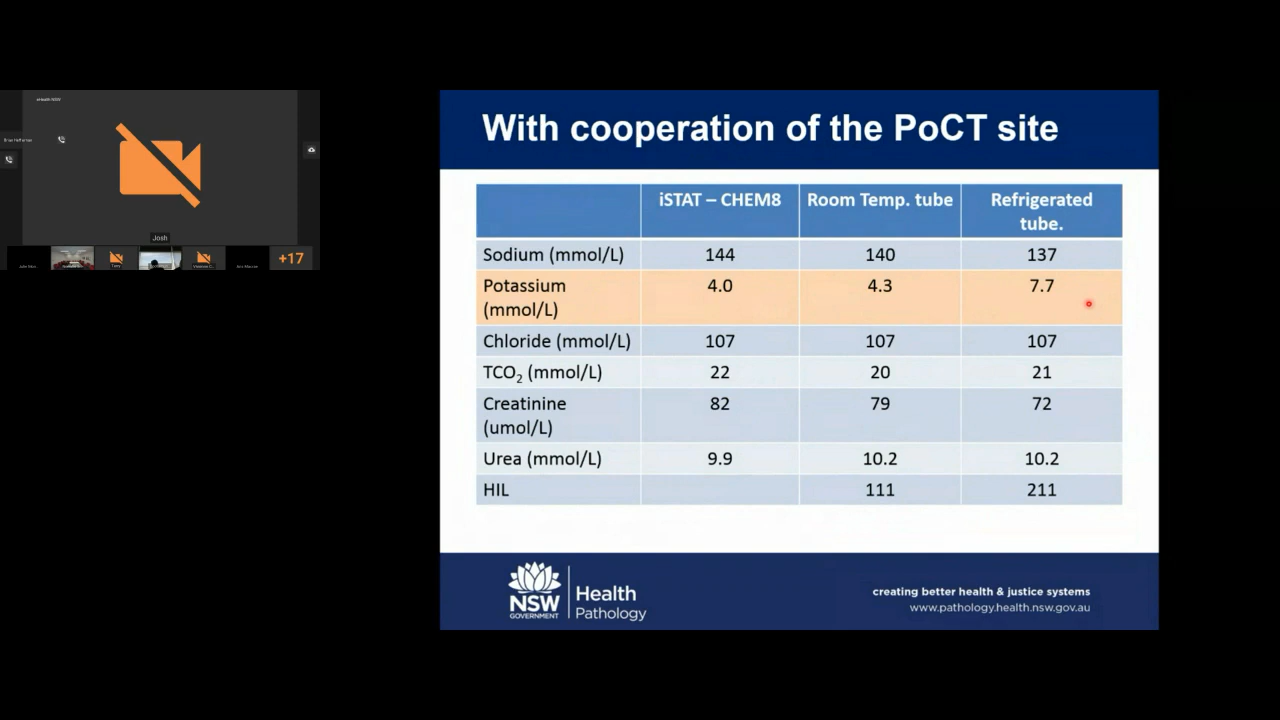 eHealth NSW
Josh
+17
With cooperation of the PoCT site
iSTAT – CHEM8 Room Temp. tube Refrigerated
tube.
Sodium (mmol/L) 144 140 137
Potassium
(mmol/L) 4.0 4.3 7.7
Chloride (mmol/L) 107 107 107
TCO₂ (mmol/L) 22 20 21
Creatinine
(umol/L) 82 79 72
Urea (mmol/L) 9.9 10.2 10.2
HIL 111 211
NSW
GOVERNMENT
Health
Pathology
creating better health & justice systems
www.pathology.health.nsw.gov.au